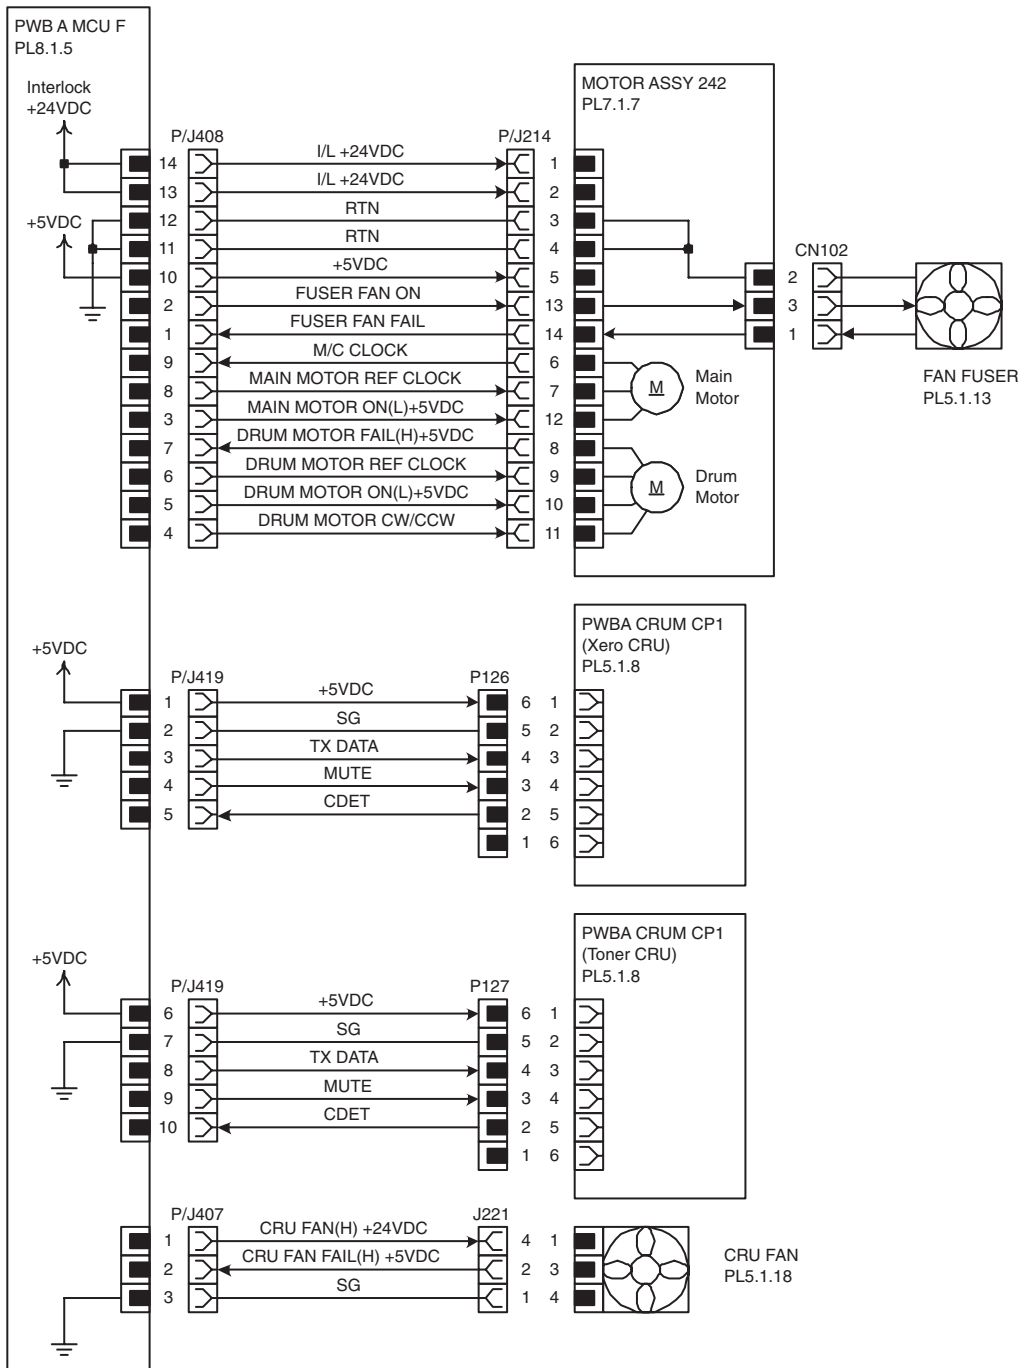 PWB A MCU F
PL8.1.5
Interlock
+24VDC
MOTOR ASSY 242
PL7.1.7
P/J408
P/J214
14 I/L +24VDC 1
13 I/L +24VDC 2
12 RTN 3
+5VDC
11 RTN 4
CN102
10 +5VDC 5
2
2 FUSER FAN ON 13
3
1 FUSER FAN FAIL 14
1
9 M/C CLOCK 6
8 MAIN MOTOR REF CLOCK 7
M
Main
Motor
FAN FUSER
PL5.1.13
3 MAIN MOTOR ON(L)+5VDC 12
7 DRUM MOTOR FAIL(H)+5VDC 8
6 DRUM MOTOR REF CLOCK 9
M
Drum
Motor
5 DRUM MOTOR ON(L)+5VDC 10
4 DRUM MOTOR CW/CCW 11
PWBA CRUM CP1
(Xero CRU)
PL5.1.8
+5VDC
P/J419
P126
1 +5VDC 6 1
2 SG 5 2
3 TX DATA 4 3
4 MUTE 3 4
5 CDET 2 5
1 6
PWBA CRUM CP1
(Toner CRU)
PL5.1.8
+5VDC
P/J419
P127
6 +5VDC 6 1
7 SG 5 2
8 TX DATA 4 3
9 MUTE 3 4
10 CDET 2 5
1 6
P/J407
J221
1 CRU FAN(H) +24VDC 4 1
2 CRU FAN FAIL(H) +5VDC 2 3
3 SG 1 4
CRU FAN
PL5.1.18